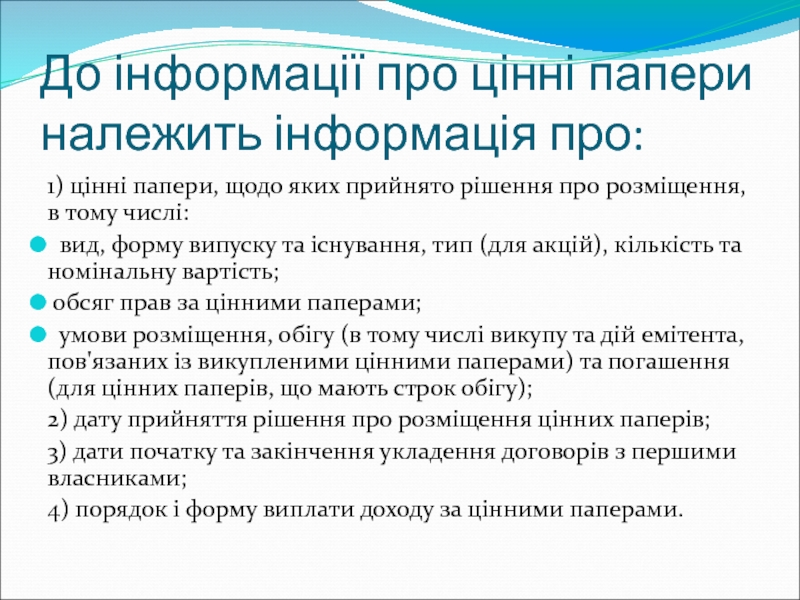 До інформації про цінні папери
належить інформація про:
1) цінні папери, щодо яких прийнято рішення про розміщення,
в тому числі:
вид, форму випуску та існування, тип (для акцій), кількість та
номінальну вартість;
обсяг прав за цінними паперами;
умови розміщення, обігу (в тому числі викупу та дій емітента,
пов'язаних із викупленими цінними паперами) та погашення
(для цінних паперів, що мають строк обігу);
2) дату прийняття рішення про розміщення цінних паперів;
3) дати початку та закінчення укладення договорів з першими
власниками;
4) порядок і форму виплати доходу за цінними паперами.